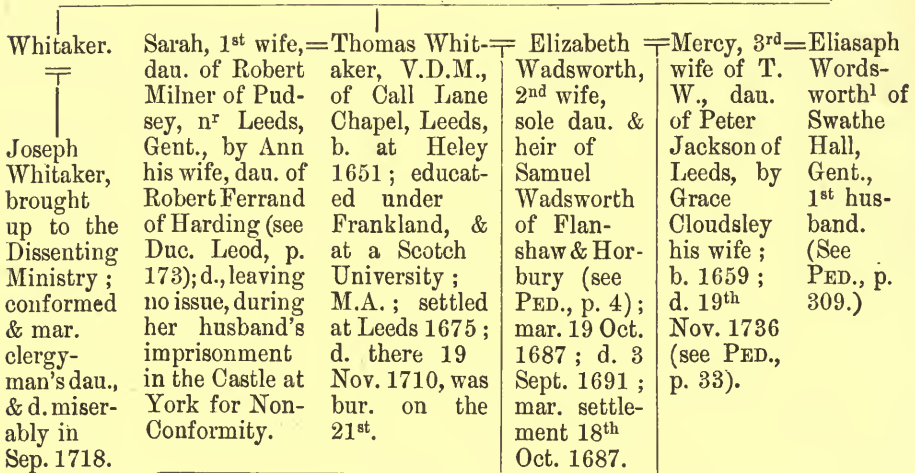 Whitaker.
Joseph
Whitaker,
brought
up to the
Dissenting
Ministry ;
conformed
& mar.
clergy-
man's dau.,
& d. miser-
ably in
Sep. 1718.
Sarah, 1st wife,=
dau. of Robert
Milner of Pud-
sey, nr Leeds,
Gent., by Ann
his wife, dau. of
Robert Ferrand
of Harding (see
Duc. Leod, p.
173); d., leaving
no issue, during
her husband's
imprisonment
in the Castle at
York for Non-
Conformity.
Thomas Whit-=
aker, V.D.M.,
of Call Lane
Chapel, Leeds,
b. at Heley
1651 ; educat-
ed under
Frankland, &
at a Scotch
University ;
M.A. ; settled
at Leeds 1675 ;
d. there 19
Nov. 1710, was
bur. on the
21st.
Elizabeth =
Wadsworth,
2nd wife,
sole dau. &
heir of
Samuel
Wadsworth
of Flan-
shaw & Hor-
bury (see
PED., p. 4) ;
mar. 19 Oct.
1687 ; d. 3
Sept. 1691 ;
mar. settle-
ment 18th
Oct. 1687.
Mercy, 3rd=
wife of T.
W., dau.
of Peter
Jackson of
Leeds, by
Grace
Cloudsley
his wife ;
b. 1659 ;
d. 19th
Nov. 1736
(see PED.,
p. 33).
Eliasaph
Words-
worth1 of
Swathe
Hall,
Gent.,
1st hus-
band.
(See
PED., p.
309.)